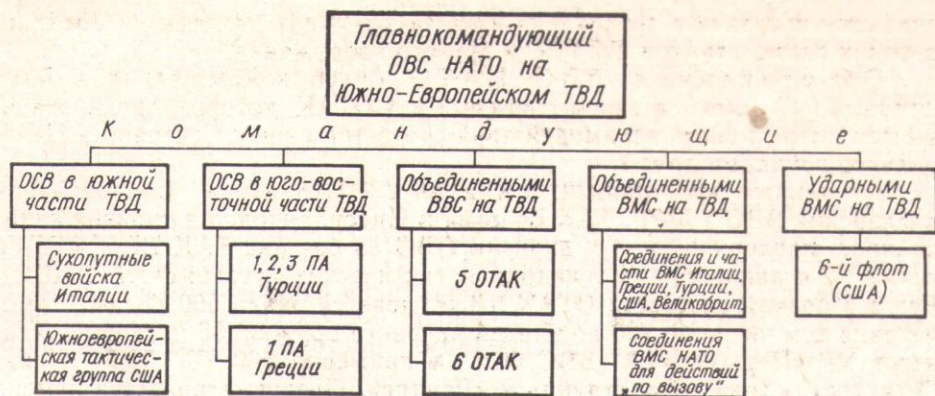 Главнокомандующий
ОВС НАТО на
Южно-Европейском ТВД
Командующие
ОСВ в южной
части ТВД
Сухопутные
войска
Италии
Южноевропей-
ская тактичес-
кая группа США
ОСВ в юго-вос-
точной части ТВД
1, 2, 3 ПА
Турции
1 ПА
Греции
Объединенными
ВВС на ТВД
5 ОТАК
6 ОТАК
Объединенными
ВМС на ТВД
Соединения и ча-
сти ВМС Италии,
Греции, Турции,
США, Великобрит.
Соединения
ВМС НАТО
для действий
„по вызову“
Ударными
ВМС на ТВД
6-й флот
(США)